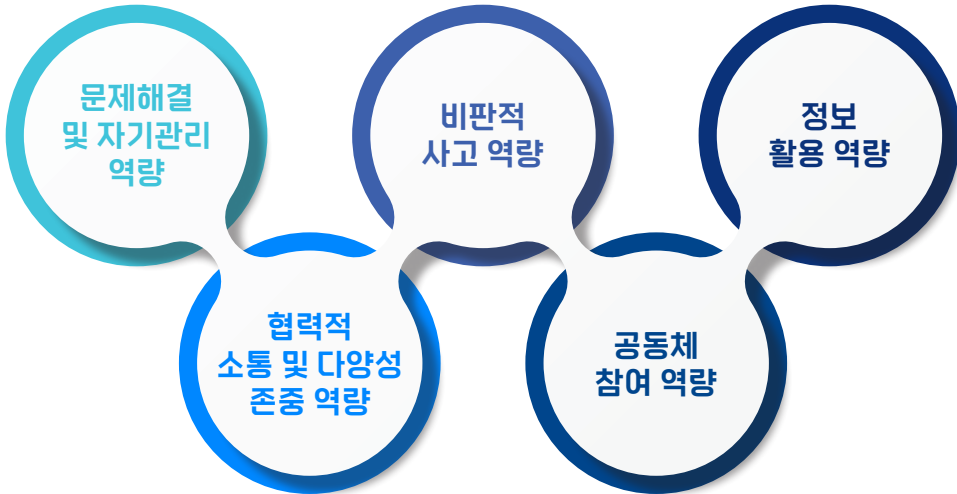 문제해결
및 자기관리
역량
비판적
사고 역량
정보
활용 역량
협력적
소통 및 다양성
존중 역량
공동체
참여 역량